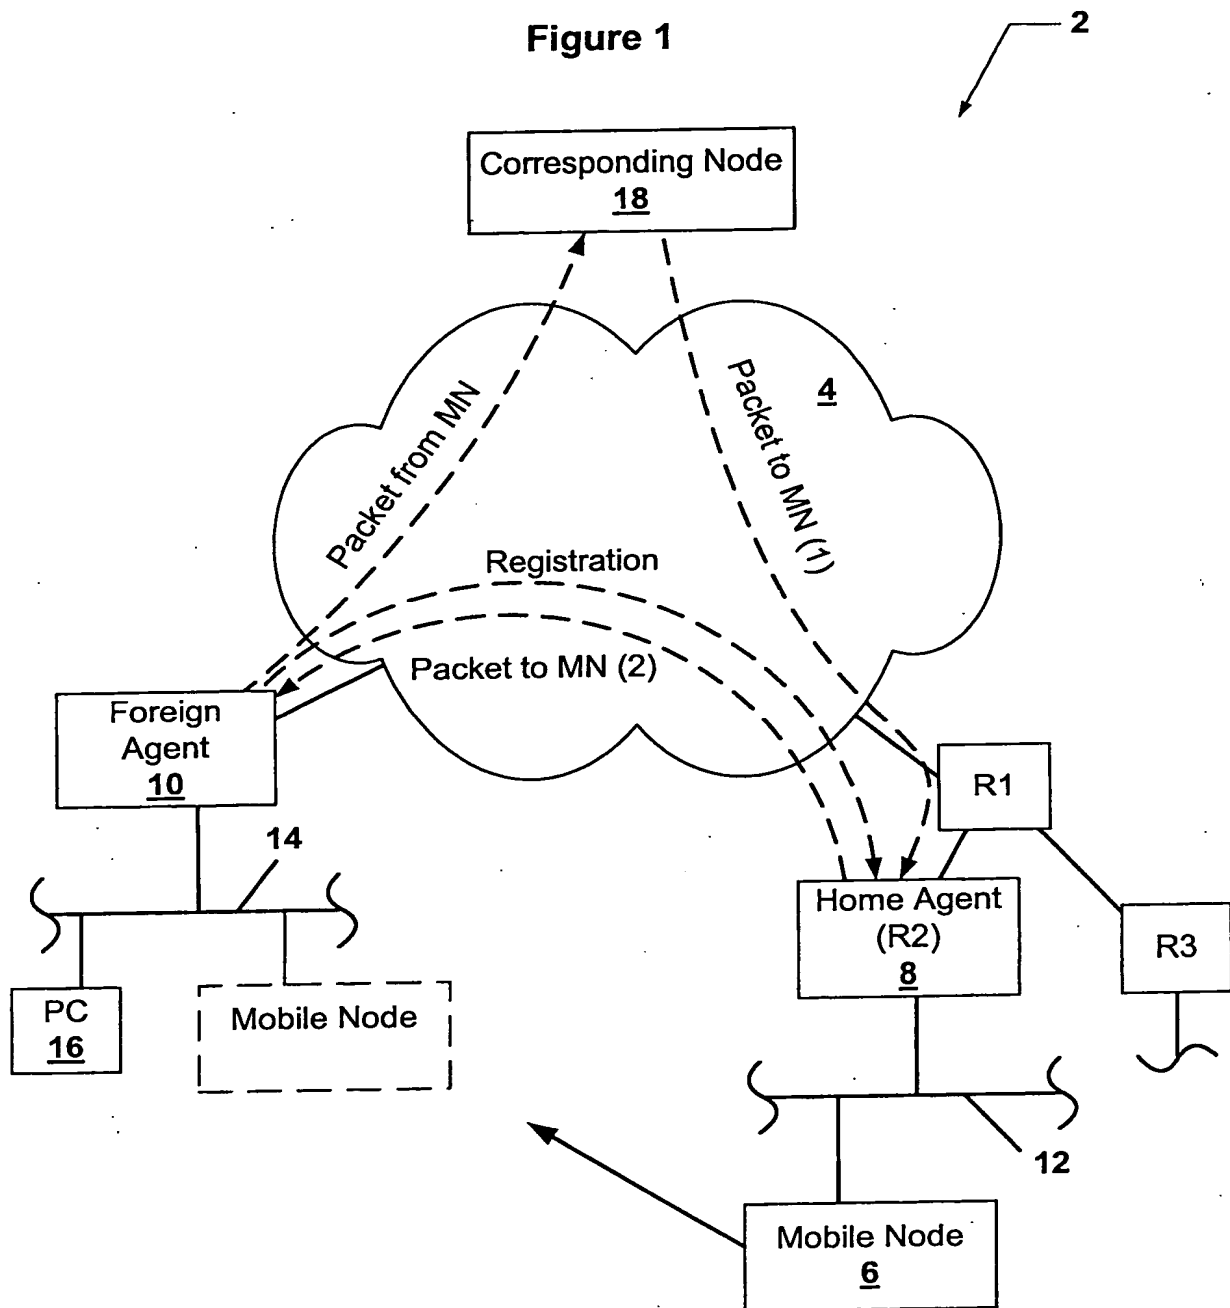 Figure 1
2
Corresponding Node
18
4
Packet from MN
Packet to MN (1)
Registration
Packet to MN (2)
Foreign
Agent
10
R1
14
Home Agent
(R2)
8
R3
PC
16
Mobile Node
12
Mobile Node
6